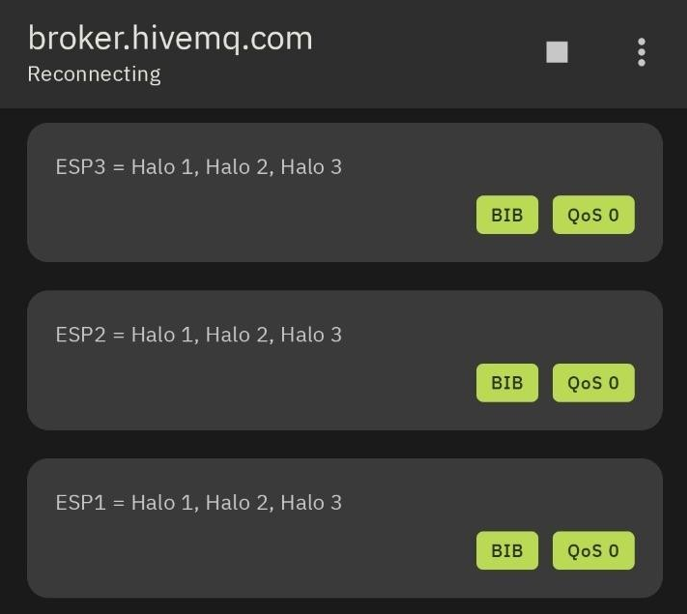 broker.hivemq.com
Reconnecting
ESP3 = Halo 1, Halo 2, Halo 3
BIB QoS 0
ESP2 = Halo 1, Halo 2, Halo 3
BIB QoS 0
ESP1 = Halo 1, Halo 2, Halo 3
BIB QoS 0